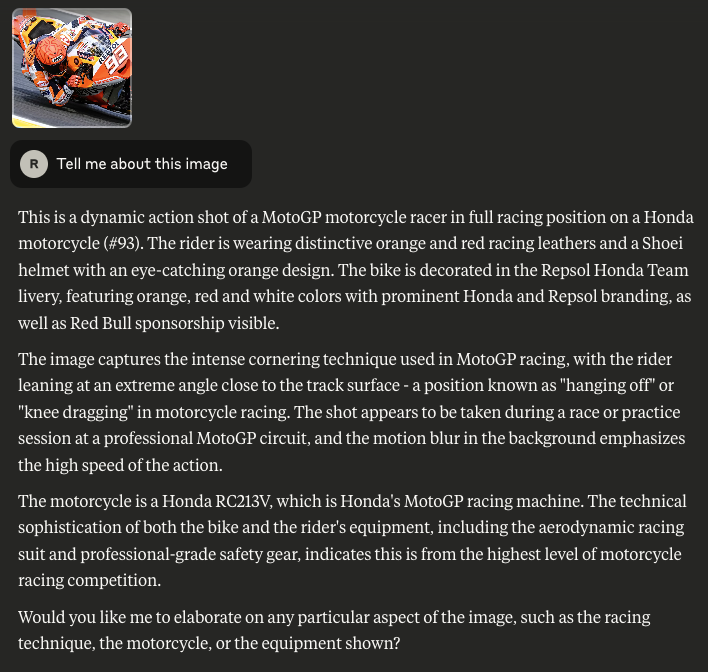 93
R
Tell me about this image
This is a dynamic action shot of a MotoGP motorcycle racer in full racing position on a Honda
motorcycle (#93). The rider is wearing distinctive orange and red racing leathers and a Shoei
helmet with an eye-catching orange design. The bike is decorated in the Repsol Honda Team
livery, featuring orange, red and white colors with prominent Honda and Repsol branding, as
well as Red Bull sponsorship visible.
The image captures the intense cornering technique used in MotoGP racing, with the rider
leaning at an extreme angle close to the track surface - a position known as "hanging off" or
"knee dragging" in motorcycle racing. The shot appears to be taken during a race or practice
session at a professional MotoGP circuit, and the motion blur in the background emphasizes
the high speed of the action.
The motorcycle is a Honda RC213V, which is Honda's MotoGP racing machine. The technical
sophistication of both the bike and the rider's equipment, including the aerodynamic racing
suit and professional-grade safety gear, indicates this is from the highest level of motorcycle
racing competition.
Would you like me to elaborate on any particular aspect of the image, such as the racing
technique, the motorcycle, or the equipment shown?